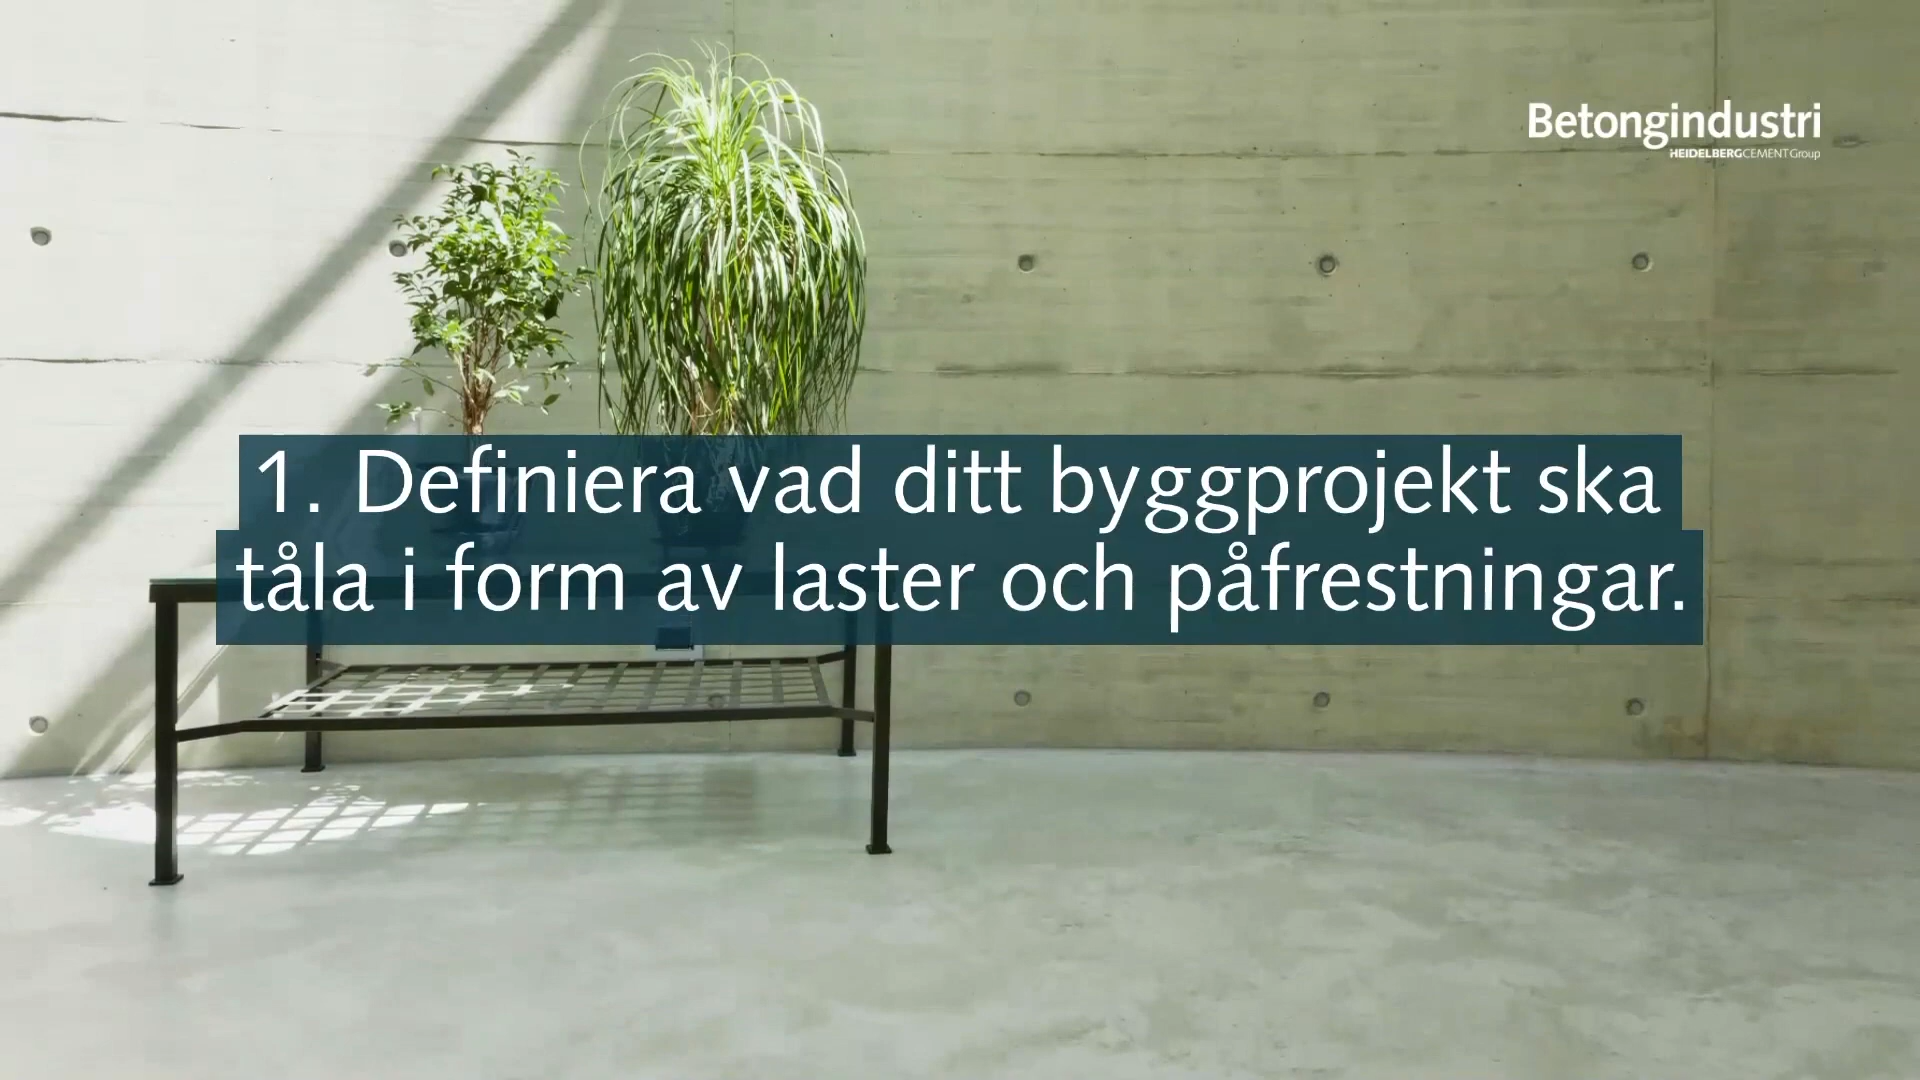 Betongindustri
HEIDELBERGCEMENT Group
1. Definiera vad ditt byggprojekt ska
tåla i form av laster och påfrestningar.